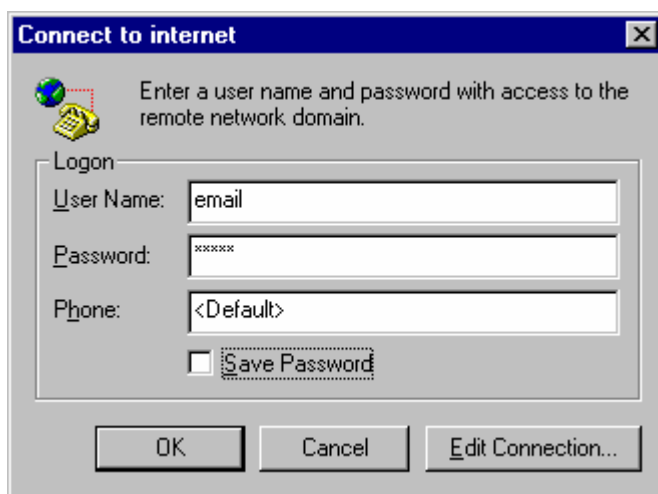 Connect to internet
Enter a user name and password with access to the
remote network domain.
Logon
User Name: email
Password: *****
Phone: <Default>
Save Password
OK Cancel Edit Connection...